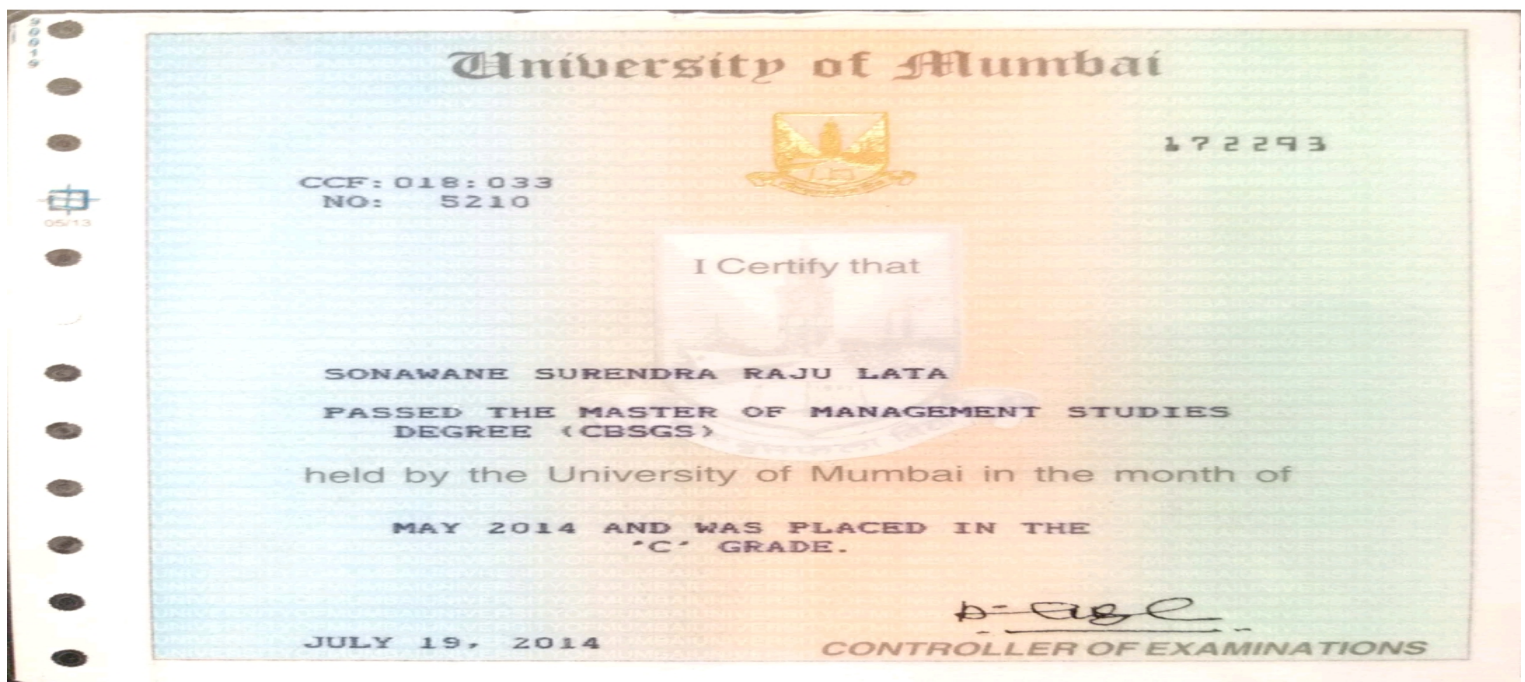 University of Mumbai
172293
CCF:018:033
NO: 5210
05/13
I Certify that
SONAWANE SURENDRA RAJU LATA
PASSED THE MASTER OF MANAGEMENT STUDIES
DEGREE (CBSGS)
held by the University of Mumbai in the month of
MAY 2014 AND WAS PLACED IN THE
'C' GRADE.
JULY 19, 2014
CONTROLLER OF EXAMINATIONS